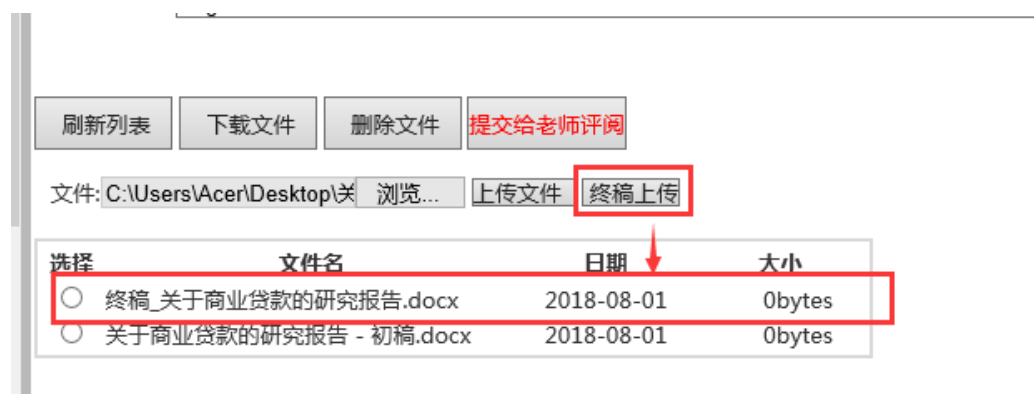 刷新列表 下载文件 删除文件 提交给老师评阅
文件: C:\Users\Acer\Desktop\关 浏览... 上传文件 终稿上传
选择 文件名 日期 大小
终稿_关于商业贷款的研究报告.docx 2018-08-01 0bytes
关于商业贷款的研究报告 - 初稿.docx 2018-08-01 0bytes